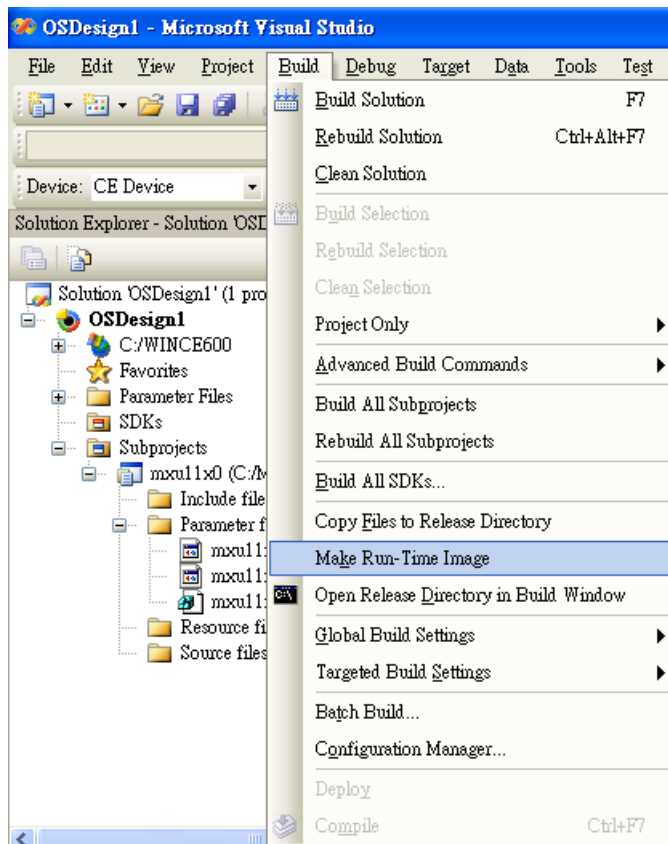 OSDesign1 - Microsoft Visual Studio
File Edit View Project Build Debug Target Data Tools Test
Device: CE Device
Solution Explorer - Solution 'OSD
Solution 'OSDesign1' (1 pro
OSDesign1
C:/WINCE600
Favorites
Parameter Files
SDKs
Subprojects
mxu11x0 (C:/M
Include file
Parameter f
mxu11
mxu11
mxu11
Resource fi
Source files
Build Solution F7
Rebuild Solution Ctrl+Alt+F7
Clean Solution
Build Selection
Rebuild Selection
Clean Selection
Project Only
Advanced Build Commands
Build All Subprojects
Rebuild All Subprojects
Build All SDKs...
Copy Files to Release Directory
Make Run-Time Image
Open Release Directory in Build Window
Global Build Settings
Targeted Build Settings
Batch Build...
Configuration Manager...
Deploy
Compile Ctrl+F7